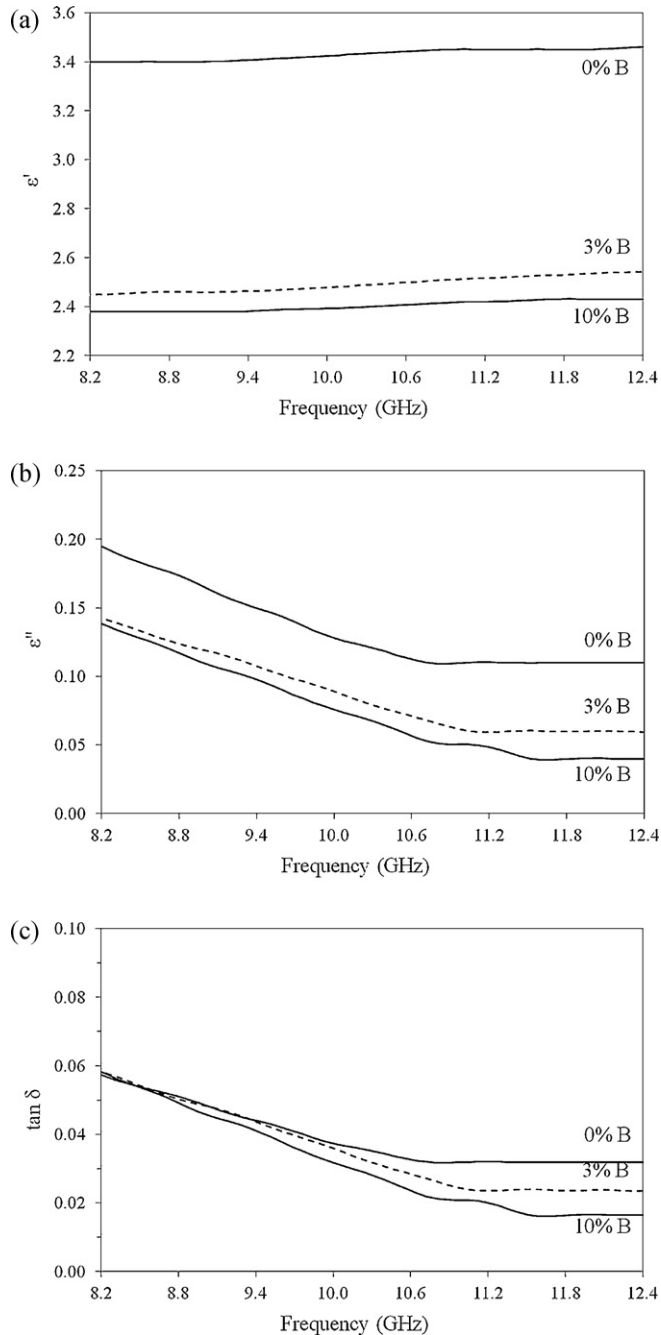 (a)
3.6
3.4
3.2
3.0
2.8
2.6
2.4
2.2
ε'
0% B
3% B
10% B
8.2 8.8 9.4 10.0 10.6 11.2 11.8 12.4
Frequency (GHz)
(b)
0.25
0.20
0.15
0.10
0.05
0.00
ε"
0% B
3% B
10% B
8.2 8.8 9.4 10.0 10.6 11.2 11.8 12.4
Frequency (GHz)
(c)
0.10
0.08
0.06
0.04
0.02
0.00
tan δ
0% B
3% B
10% B
8.2 8.8 9.4 10.0 10.6 11.2 11.8 12.4
Frequency (GHz)